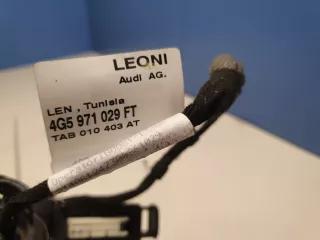 LEONI
Audi AG.
LEN , Tunisia
4G5 971 029 FT
TAB 010 403 AT